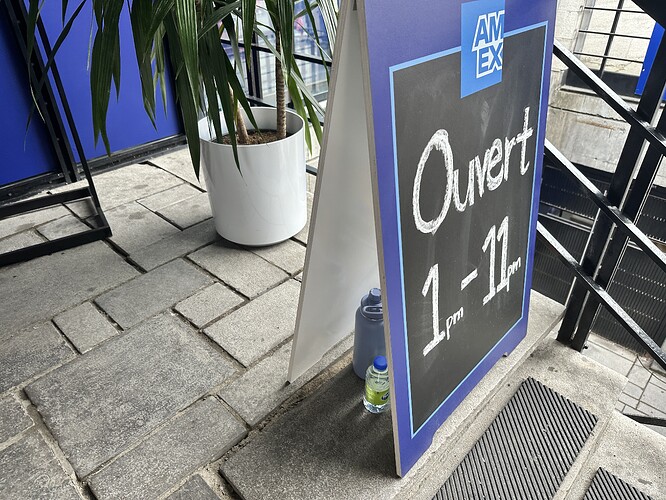 AM
EX
Ouvert
1pm - 11pm